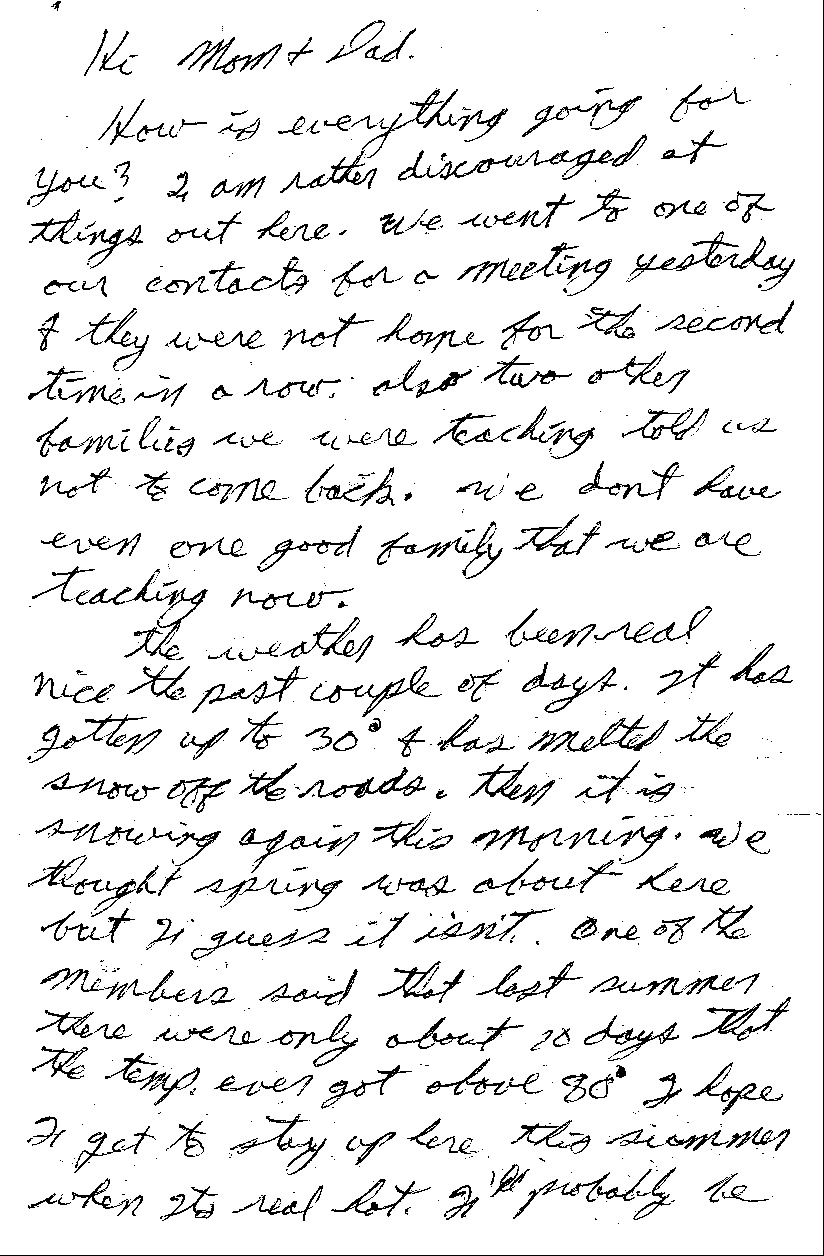 Hi Mom + Dad.
How is everything going for
you? I am rather discouraged at
things out here. We went to one of
our contacts for a meeting yesterday
& they were not home for the second
time in a row. also two other
families we were teaching told us
not to come back. we dont have
even one good family that we are
teaching now.
the weather has been real
nice the past couple of days. It has
gotten up to 30° & has melted the
snow off the roads. then it is
snowing again this morning. we
thought spring was about here
but I guess it isn't. One of the
members said that last summer
there were only about days that
the temp. ever got above 80° I hope
I get to stay up here this summer
when its real hot. I'll probably be